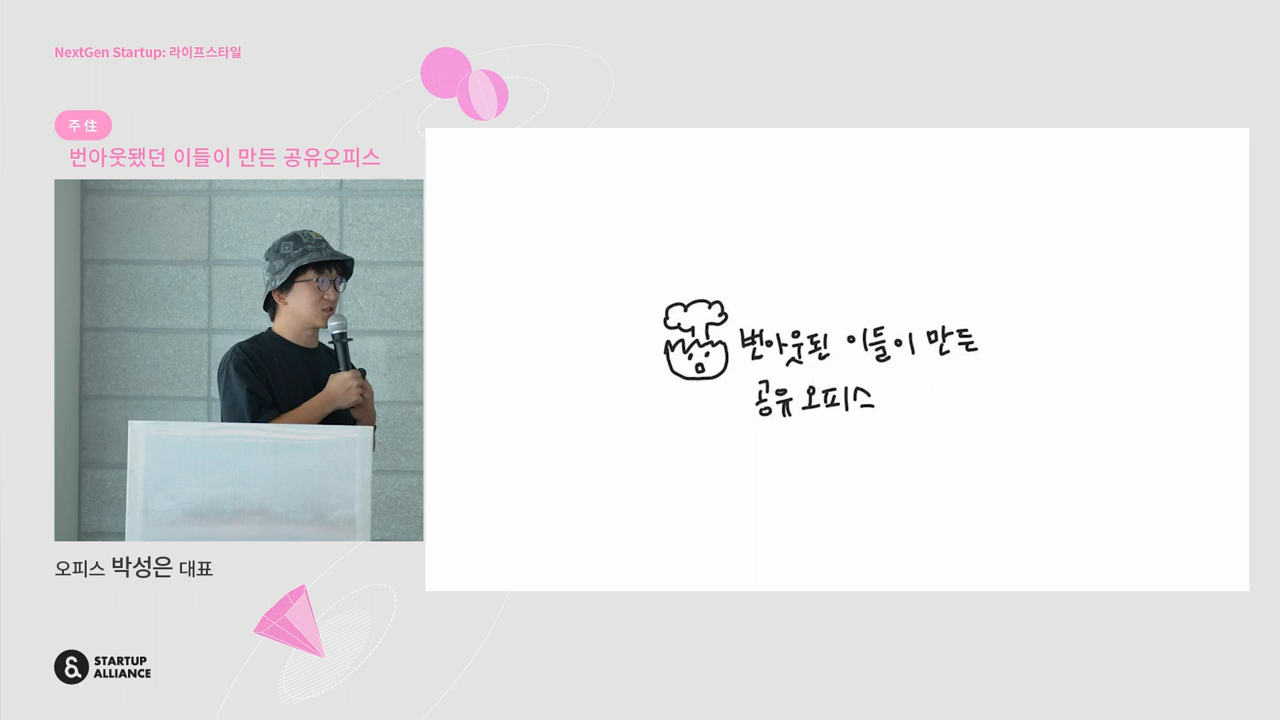 NextGen Startup: 라이프스타일
주 住
번아웃됐던 이들이 만든 공유오피스
번아웃된 이들이 만든
공유오피스
오피스 박성은 대표
STARTUP
ALLIANCE